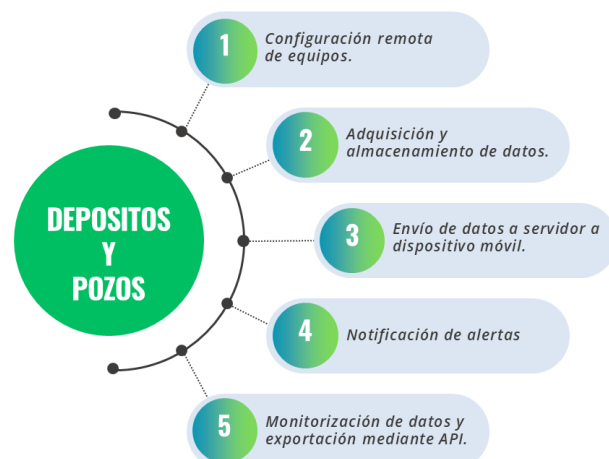 1
Configuración remota
de equipos.
2
Adquisición y
almacenamiento de datos.
DEPOSITOS
Y
POZOS
3
Envío de datos a servidor a
dispositivo móvil.
4
Notificación de alertas
5
Monitorización de datos y
exportación mediante API.